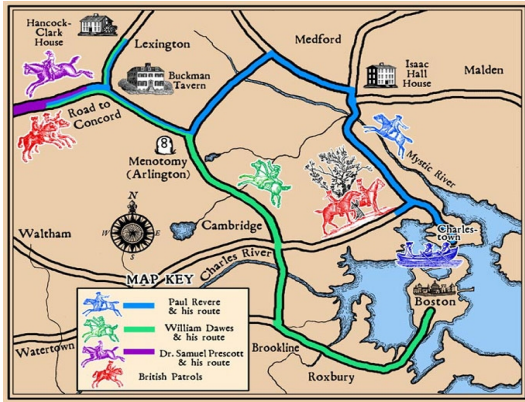 Hancock-
Clark
House
Lexington
Medford
Buckman
Tavern
Isaac
Hall
House
Malden
Road to
Concord
8
Menotomy
(Arlington)
Mystic River
N
W
E
S
Waltham
Cambridge
Charles-
town
Charles River
MAP KEY
Paul Revere
& his route
William Dawes
& his route
Dr. Samuel Prescott
& his route
British Patrols
Boston
Watertown
Brookline
Roxbury